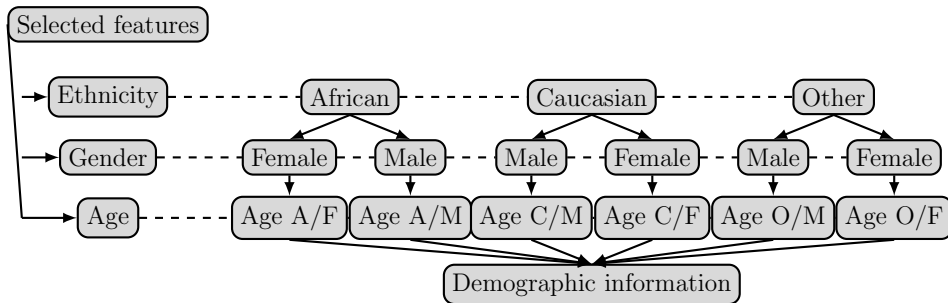 Selected features
Ethnicity African Caucasian Other
Gender Female Male Male Female Male Female
Age Age A/F Age A/M Age C/M Age C/F Age O/M Age O/F
Demographic information